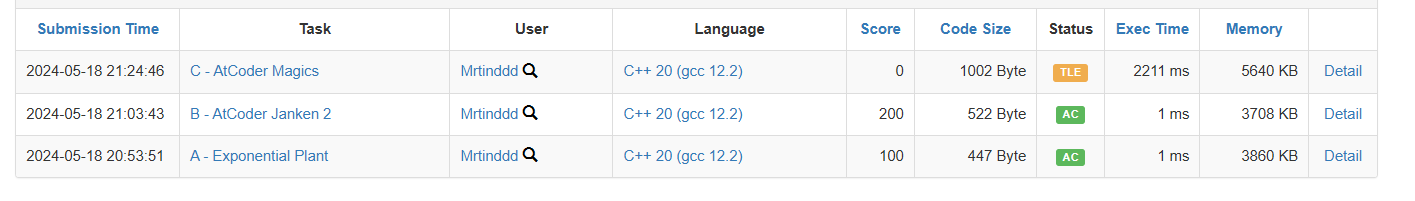 Submission Time Task User Language Score Code Size Status Exec Time Memory
2024-05-18 21:24:46 C - AtCoder Magics Mrtinddd C++ 20 (gcc 12.2) 0 1002 Byte TLE 2211 ms 5640 KB Detail
2024-05-18 21:03:43 B - AtCoder Janken 2 Mrtinddd C++ 20 (gcc 12.2) 200 522 Byte AC 1 ms 3708 KB Detail
2024-05-18 20:53:51 A - Exponential Plant Mrtinddd C++ 20 (gcc 12.2) 100 447 Byte AC 1 ms 3860 KB Detail